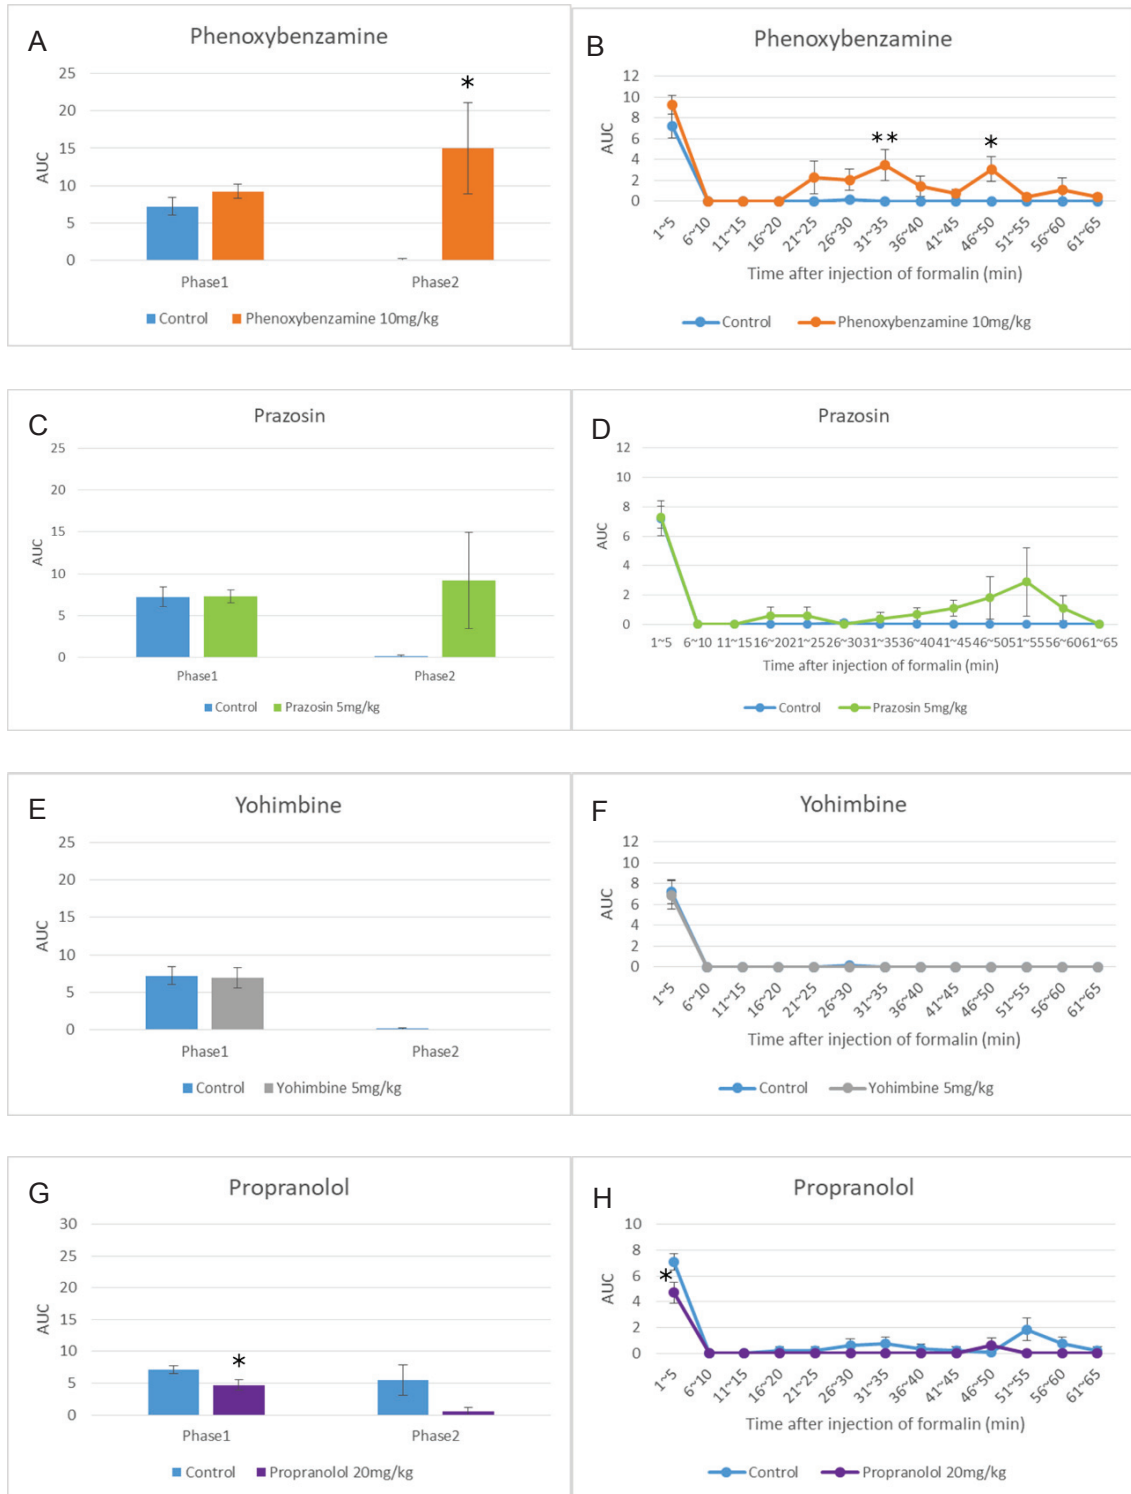 A
Phenoxybenzamine
25
20
15
10
5
0
AUC
*
Phase1 Phase2
Control Phenoxybenzamine 10mg/kg
B
Phenoxybenzamine
12
10
8
6
4
2
0
AUC
** *
1~5 6~10 11~15 16~20 21~25 26~30 31~35 36~40 41~45 46~50 51~55 56~60 61~65
Time after injection of formalin (min)
Control Phenoxybenzamine 10mg/kg
C
Prazosin
25
20
15
10
5
0
AUC
Phase1 Phase2
Control Prazosin 5mg/kg
D
Prazosin
12
10
8
6
4
2
0
AUC
1~5 6~10 11~15 16~20 21~25 26~30 31~35 36~40 41~45 46~50 51~55 56~60 61~65
Time after injection of formalin (min)
Control Prazosin 5mg/kg
E
Yohimbine
25
20
15
10
5
0
AUC
Phase1 Phase2
Control Yohimbine 5mg/kg
F
Yohimbine
12
10
8
6
4
2
0
AUC
1~5 6~10 11~15 16~20 21~25 26~30 31~35 36~40 41~45 46~50 51~55 56~60 61~65
Time after injection of formalin (min)
Control Yohimbine 5mg/kg
G
Propranolol
30
25
20
15
10
5
0
AUC
*
Phase1 Phase2
Control Propranolol 20mg/kg
H
Propranolol
10
8
6
4
2
0
AUC
*
1~5 6~10 11~15 16~20 21~25 26~30 31~35 36~40 41~45 46~50 51~55 56~60 61~65
Time after injection of formalin (min)
Control Propranolol 20mg/kg